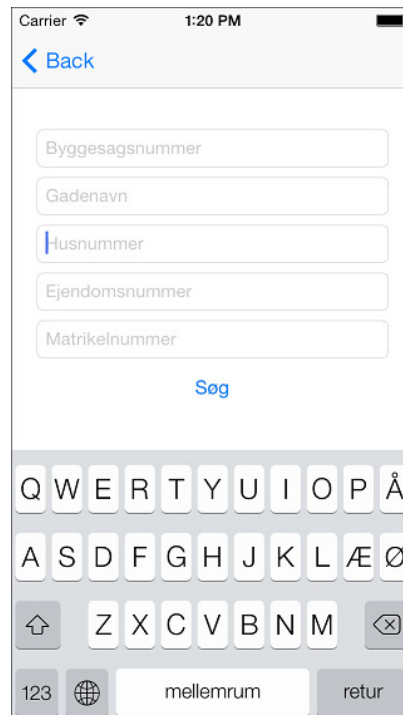 Carrier 1:20 PM
Back
Byggesagsnummer
Gadenavn
Husnummer
Ejendomsnummer
Matrikelnummer
Søg
Q W E R T Y U I O P Å
A S D F G H J K L Æ Ø
Z X C V B N M
123 mellemrum retur